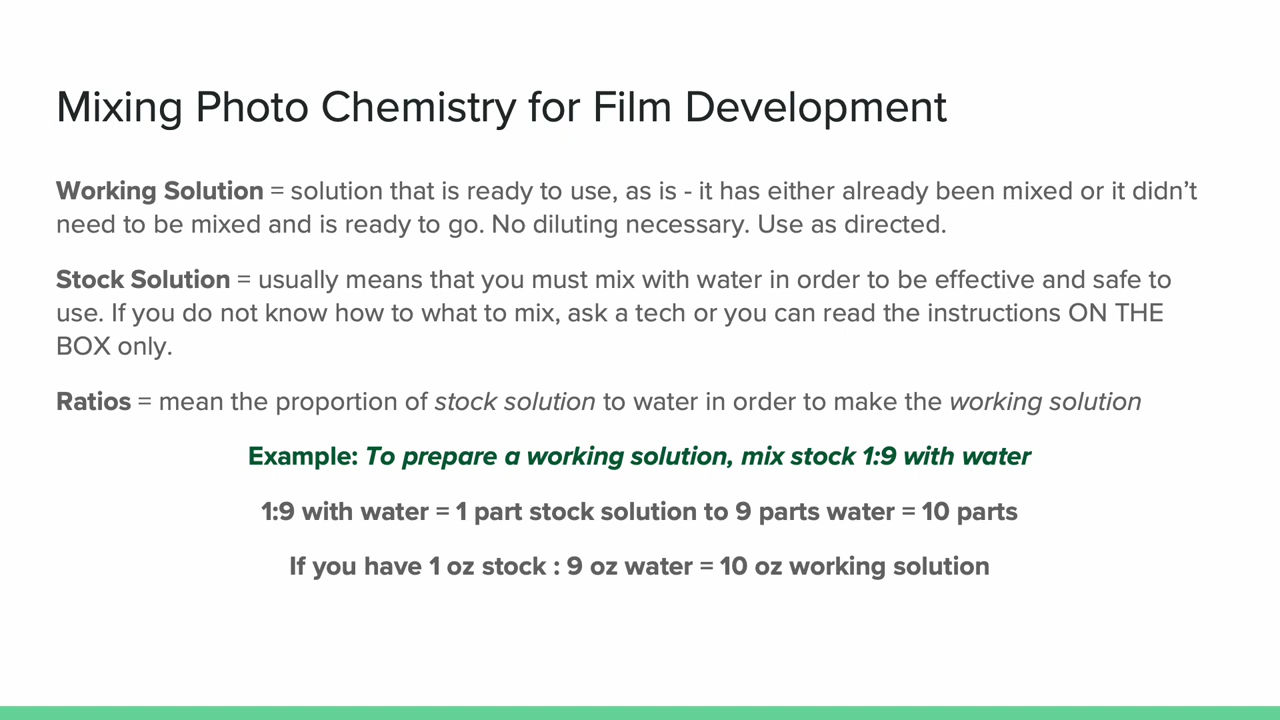 Mixing Photo Chemistry for Film Development
Working Solution = solution that is ready to use, as is - it has either already been mixed or it didn’t
need to be mixed and is ready to go. No diluting necessary. Use as directed.
Stock Solution = usually means that you must mix with water in order to be effective and safe to
use. If you do not know how to what to mix, ask a tech or you can read the instructions ON THE
BOX only.
Ratios = mean the proportion of stock solution to water in order to make the working solution
Example: To prepare a working solution, mix stock 1:9 with water
1:9 with water = 1 part stock solution to 9 parts water = 10 parts
If you have 1 oz stock : 9 oz water = 10 oz working solution